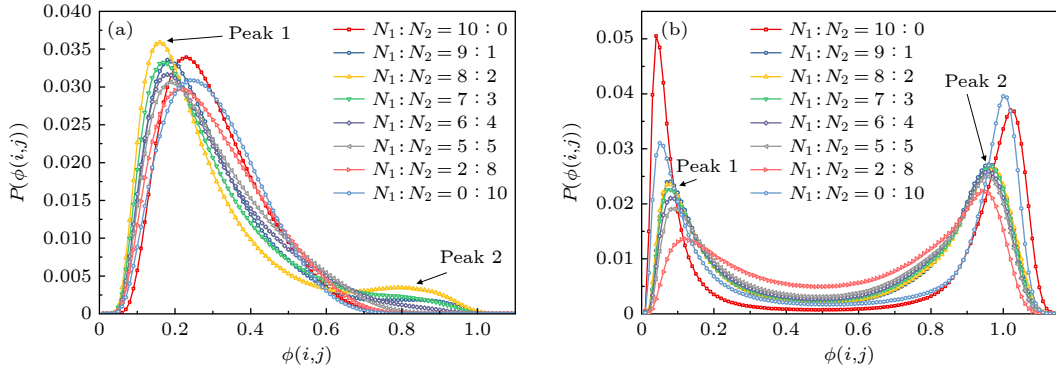 (a)
Peak 1
Peak 2
N₁:N₂ = 10 : 0
N₁:N₂ = 9 : 1
N₁:N₂ = 8 : 2
N₁:N₂ = 7 : 3
N₁:N₂ = 6 : 4
N₁:N₂ = 5 : 5
N₁:N₂ = 2 : 8
N₁:N₂ = 0 : 10
0.040
0.035
0.030
0.025
0.020
0.015
0.010
0.005
0
P(ϕ(i,j))
0 0.2 0.4 0.6 0.8 1.0
ϕ(i,j)
(b)
Peak 1
Peak 2
N₁:N₂ = 10 : 0
N₁:N₂ = 9 : 1
N₁:N₂ = 8 : 2
N₁:N₂ = 7 : 3
N₁:N₂ = 6 : 4
N₁:N₂ = 5 : 5
N₁:N₂ = 2 : 8
N₁:N₂ = 0 : 10
0.05
0.04
0.03
0.02
0.01
0
P(ϕ(i,j))
0 0.2 0.4 0.6 0.8 1.0
ϕ(i,j)